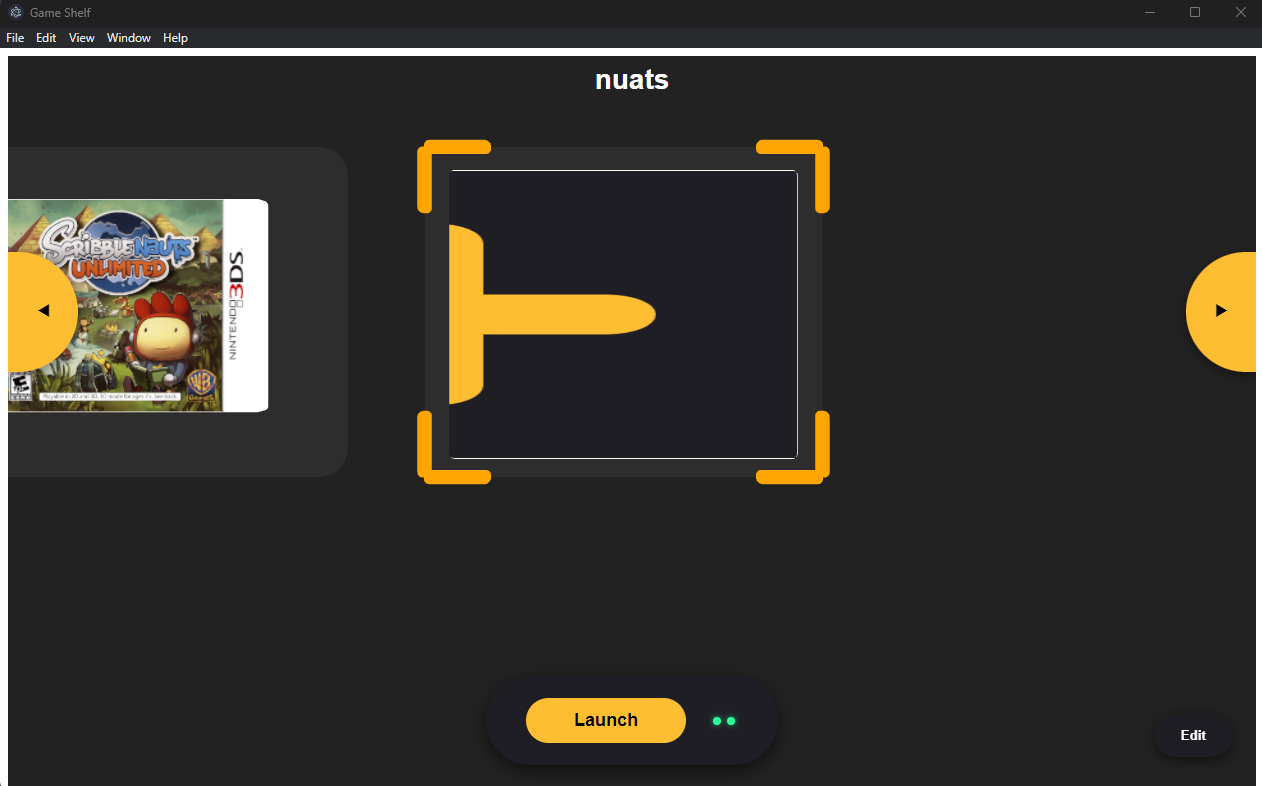 Game Shelf
File Edit View Window Help
nuats
SCRIBBLENAUTS
UNLIMITED
NINTENDO 3DS
E
WB
GAMES
Playable in 2D and 3D. 3D mode for ages 7+. See back.
Launch
Edit